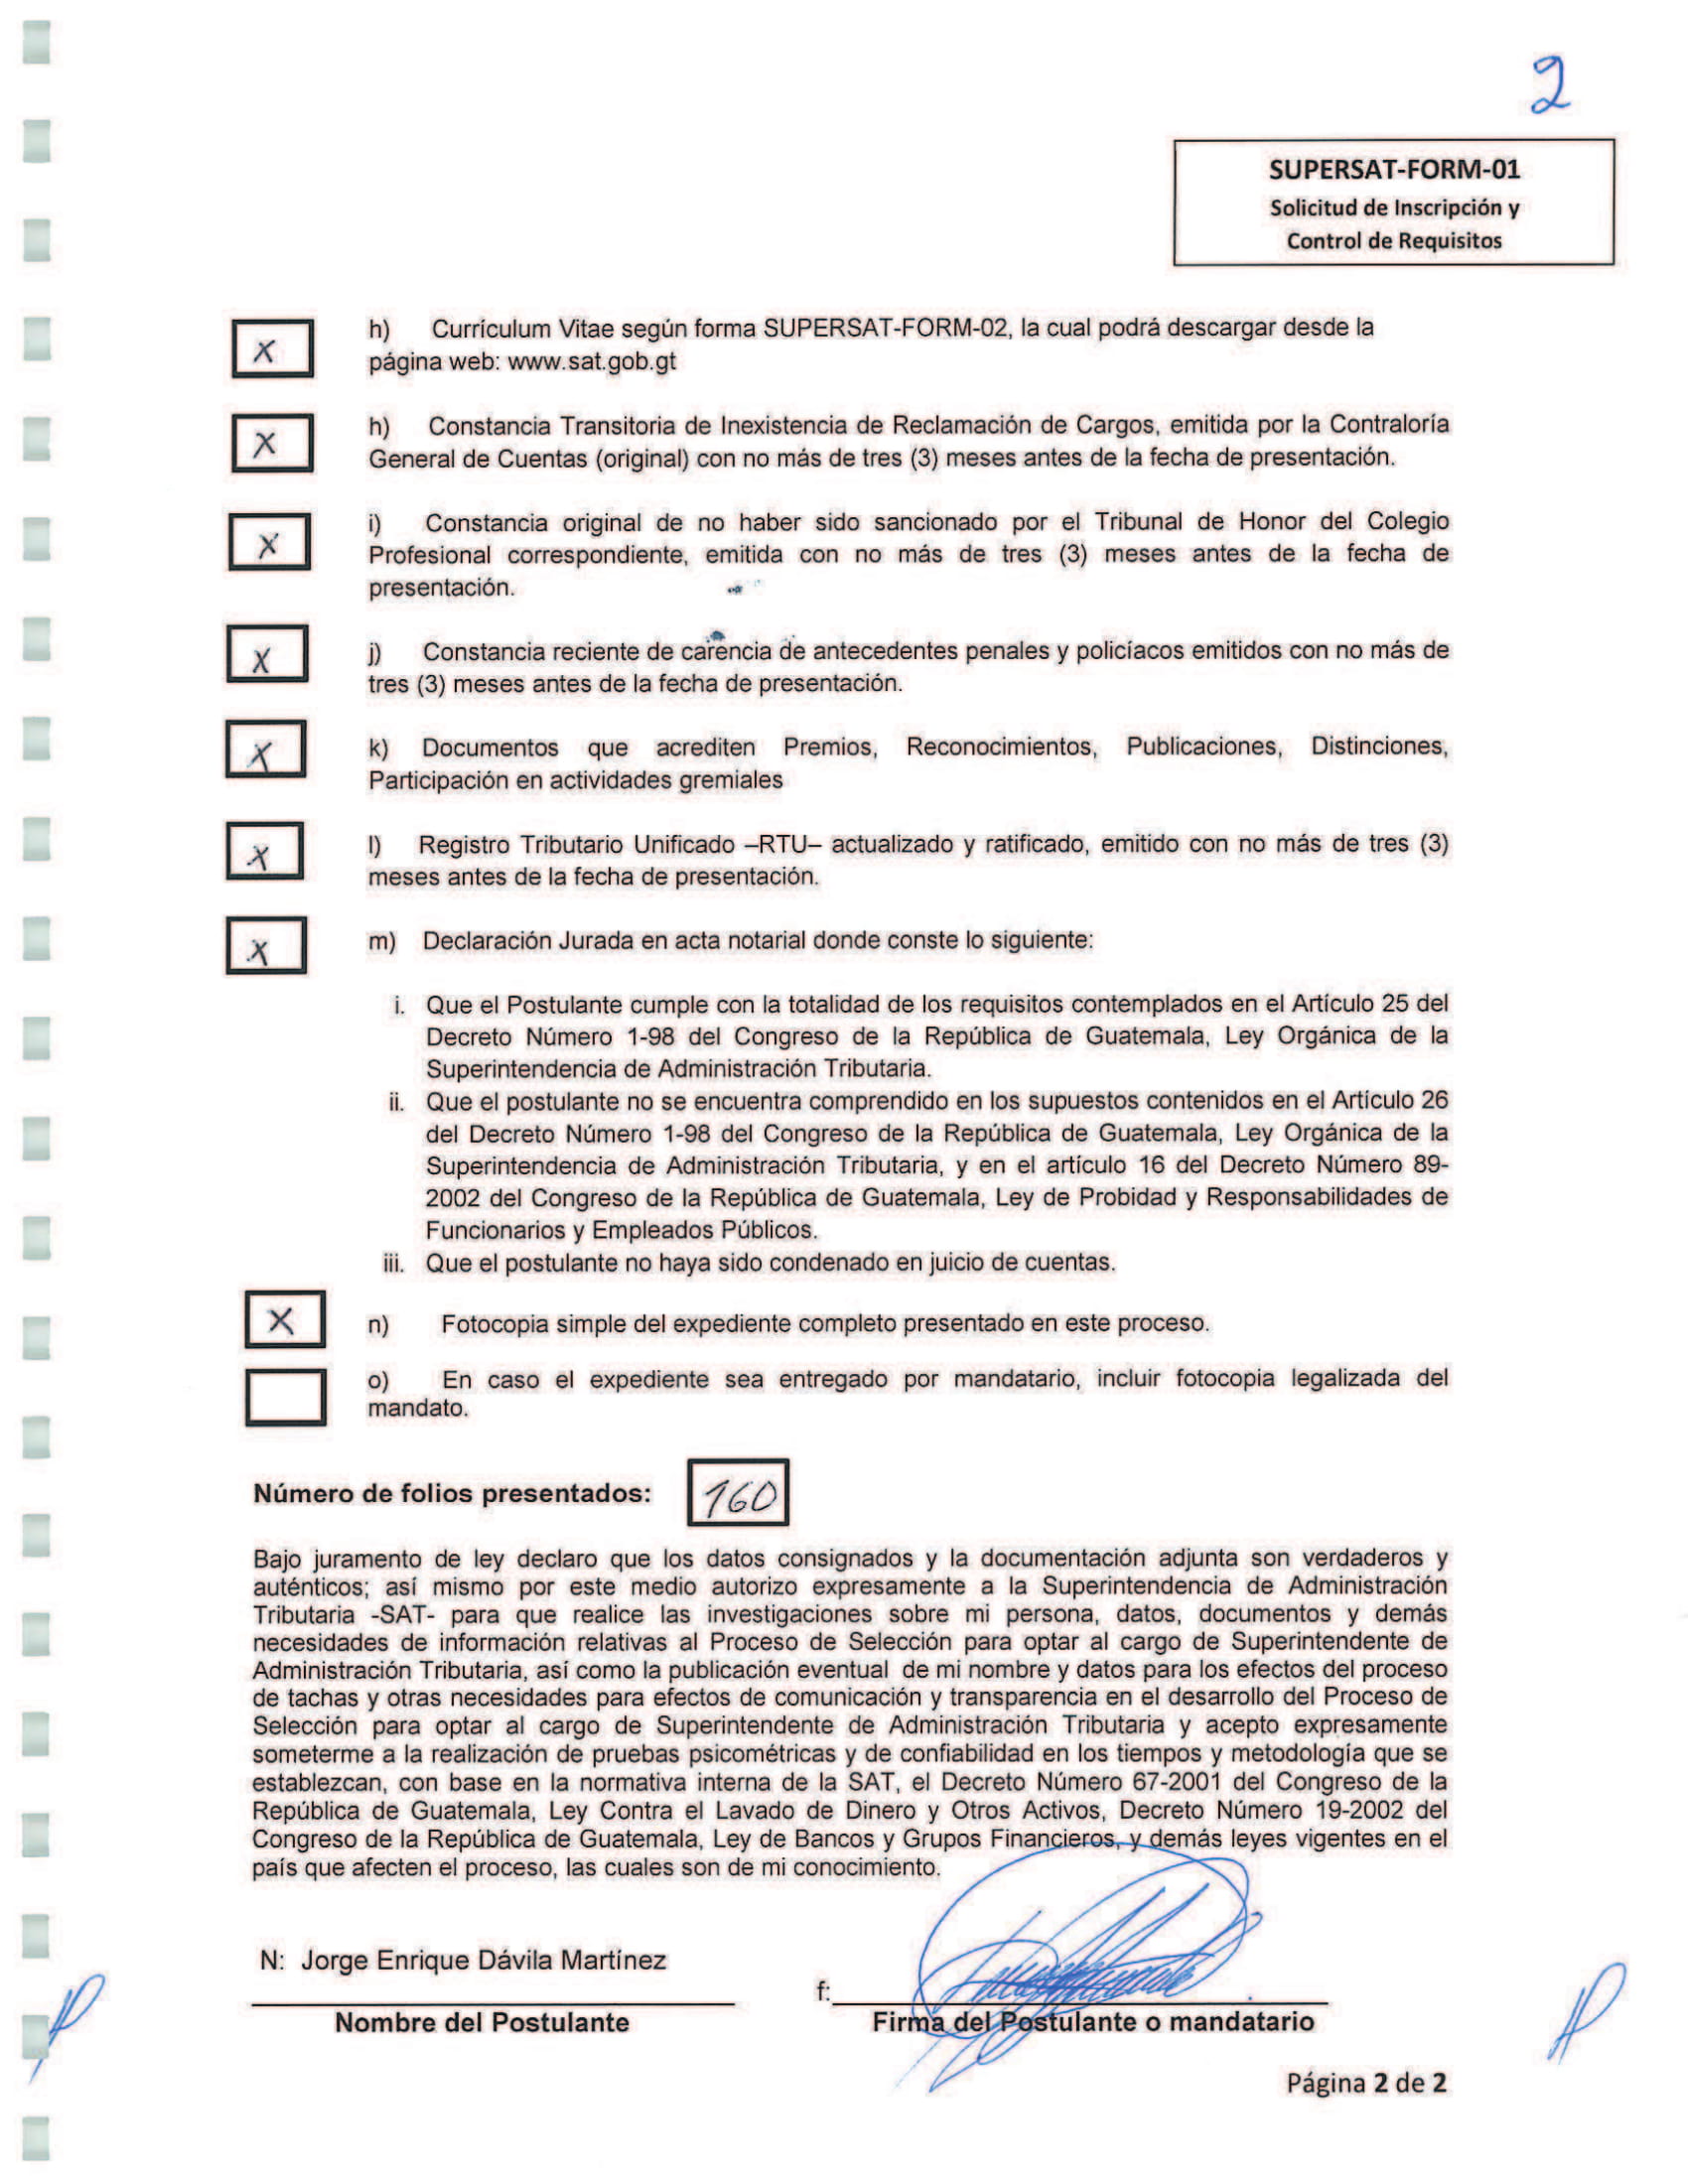 2
SUPERSAT-FORM-01
Solicitud de Inscripción y
Control de Requisitos
X h) Currículum Vitae según forma SUPERSAT-FORM-02, la cual podrá descargar desde la
página web: www.sat.gob.gt
X h) Constancia Transitoria de Inexistencia de Reclamación de Cargos, emitida por la Contraloría
General de Cuentas (original) con no más de tres (3) meses antes de la fecha de presentación.
X i) Constancia original de no haber sido sancionado por el Tribunal de Honor del Colegio
Profesional correspondiente, emitida con no más de tres (3) meses antes de la fecha de
presentación.
X j) Constancia reciente de carencia de antecedentes penales y policíacos emitidos con no más de
tres (3) meses antes de la fecha de presentación.
X k) Documentos que acrediten Premios, Reconocimientos, Publicaciones, Distinciones,
Participación en actividades gremiales
X l) Registro Tributario Unificado –RTU– actualizado y ratificado, emitido con no más de tres (3)
meses antes de la fecha de presentación.
X m) Declaración Jurada en acta notarial donde conste lo siguiente:
i. Que el Postulante cumple con la totalidad de los requisitos contemplados en el Artículo 25 del
Decreto Número 1-98 del Congreso de la República de Guatemala, Ley Orgánica de la
Superintendencia de Administración Tributaria.
ii. Que el postulante no se encuentra comprendido en los supuestos contenidos en el Artículo 26
del Decreto Número 1-98 del Congreso de la República de Guatemala, Ley Orgánica de la
Superintendencia de Administración Tributaria, y en el artículo 16 del Decreto Número 89-
2002 del Congreso de la República de Guatemala, Ley de Probidad y Responsabilidades de
Funcionarios y Empleados Públicos.
iii. Que el postulante no haya sido condenado en juicio de cuentas.
X n) Fotocopia simple del expediente completo presentado en este proceso.
o) En caso el expediente sea entregado por mandatario, incluir fotocopia legalizada del
mandato.
Número de folios presentados: 160
Bajo juramento de ley declaro que los datos consignados y la documentación adjunta son verdaderos y
auténticos; así mismo por este medio autorizo expresamente a la Superintendencia de Administración
Tributaria -SAT- para que realice las investigaciones sobre mi persona, datos, documentos y demás
necesidades de información relativas al Proceso de Selección para optar al cargo de Superintendente de
Administración Tributaria, así como la publicación eventual de mi nombre y datos para los efectos del proceso
de tachas y otras necesidades para efectos de comunicación y transparencia en el desarrollo del Proceso de
Selección para optar al cargo de Superintendente de Administración Tributaria y acepto expresamente
someterme a la realización de pruebas psicométricas y de confiabilidad en los tiempos y metodología que se
establezcan, con base en la normativa interna de la SAT, el Decreto Número 67-2001 del Congreso de la
República de Guatemala, Ley Contra el Lavado de Dinero y Otros Activos, Decreto Número 19-2002 del
Congreso de la República de Guatemala, Ley de Bancos y Grupos Financieros, y demás leyes vigentes en el
país que afecten el proceso, las cuales son de mi conocimiento.
N: Jorge Enrique Dávila Martínez
f:
Nombre del Postulante
Firma del Postulante o mandatario
Página 2 de 2